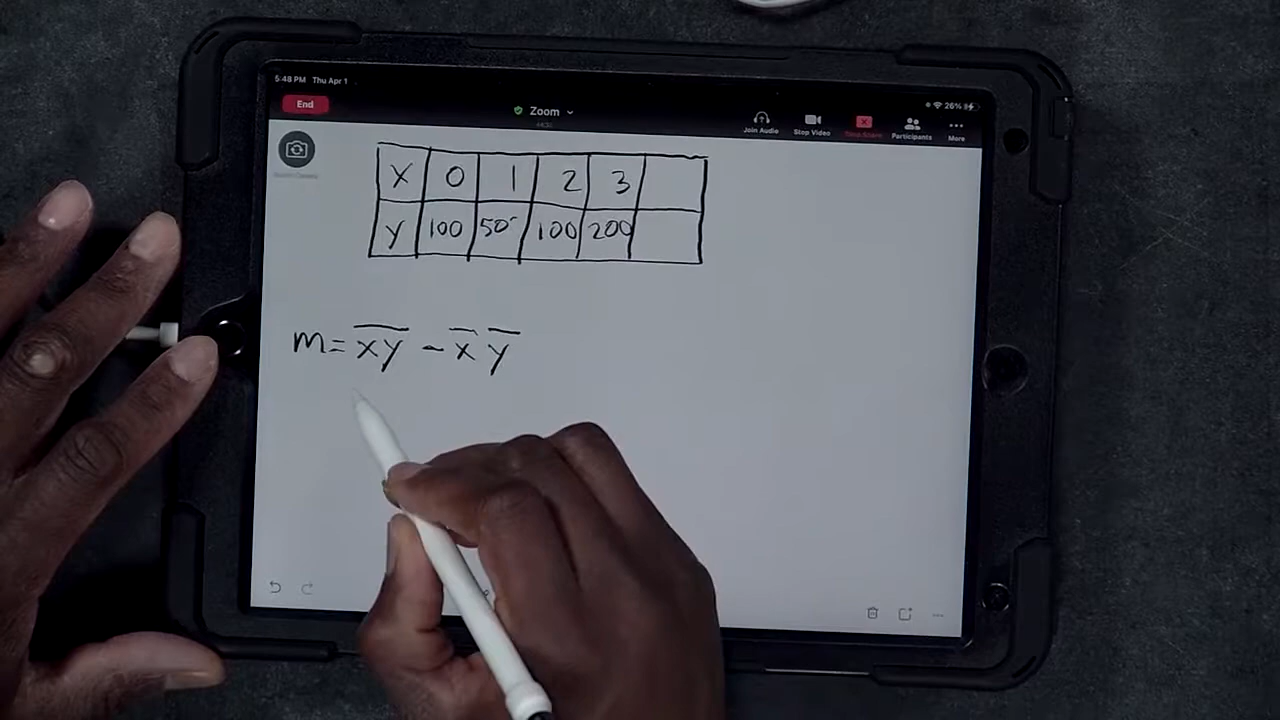 5:48 PM Thu Apr 1
26%
End
Zoom
Join Audio
Stop Video
Participants
More
X 0 1 2 3
y 100 50 100 200
m = x̅y̅ - x̅ y̅